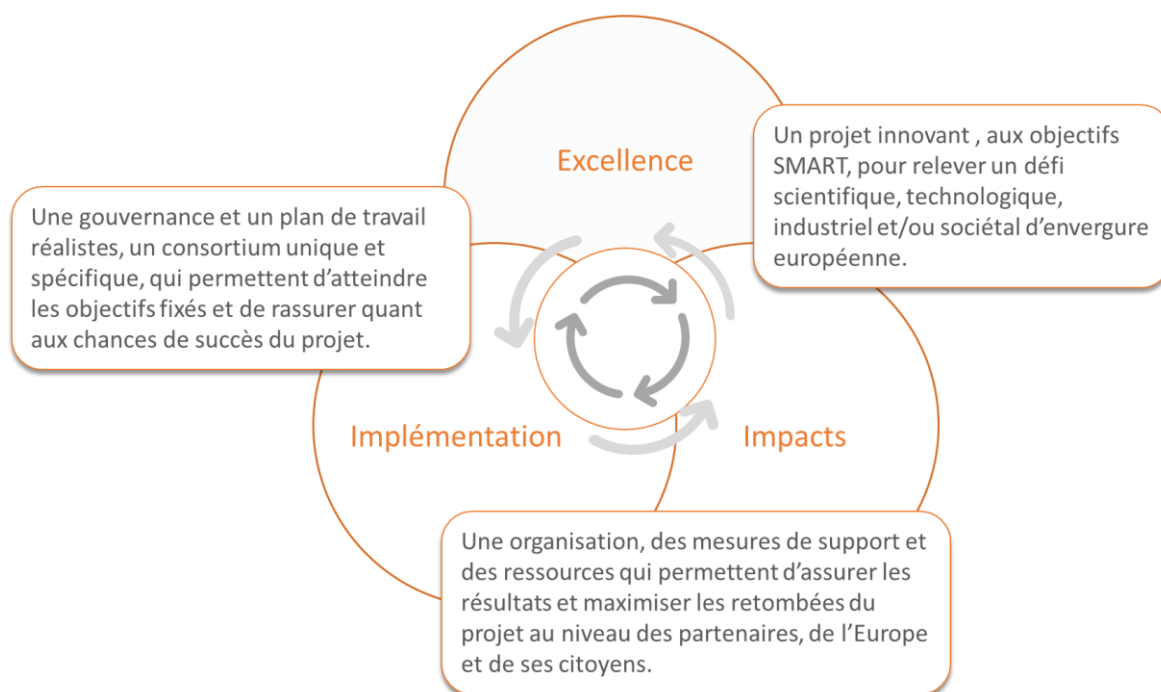 Excellence
Un projet innovant , aux objectifs
SMART, pour relever un défi
scientifique, technologique,
industriel et/ou sociétal d’envergure
européenne.
Une gouvernance et un plan de travail
réalistes, un consortium unique et
spécifique, qui permettent d’atteindre
les objectifs fixés et de rassurer quant
aux chances de succès du projet.
Implémentation
Impacts
Une organisation, des mesures de support et
des ressources qui permettent d’assurer les
résultats et maximiser les retombées du
projet au niveau des partenaires, de l’Europe
et de ses citoyens.